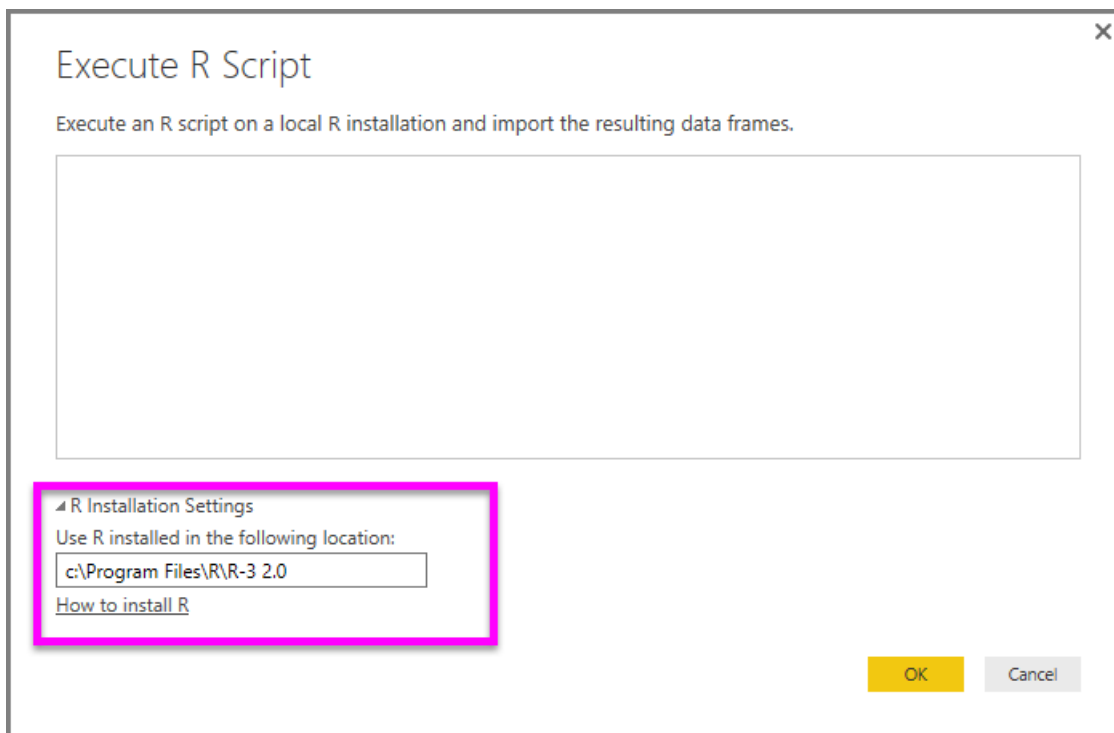 Execute R Script
Execute an R script on a local R installation and import the resulting data frames.
R Installation Settings
Use R installed in the following location:
c:\Program Files\R\R-3 2.0
How to install R
OK
Cancel